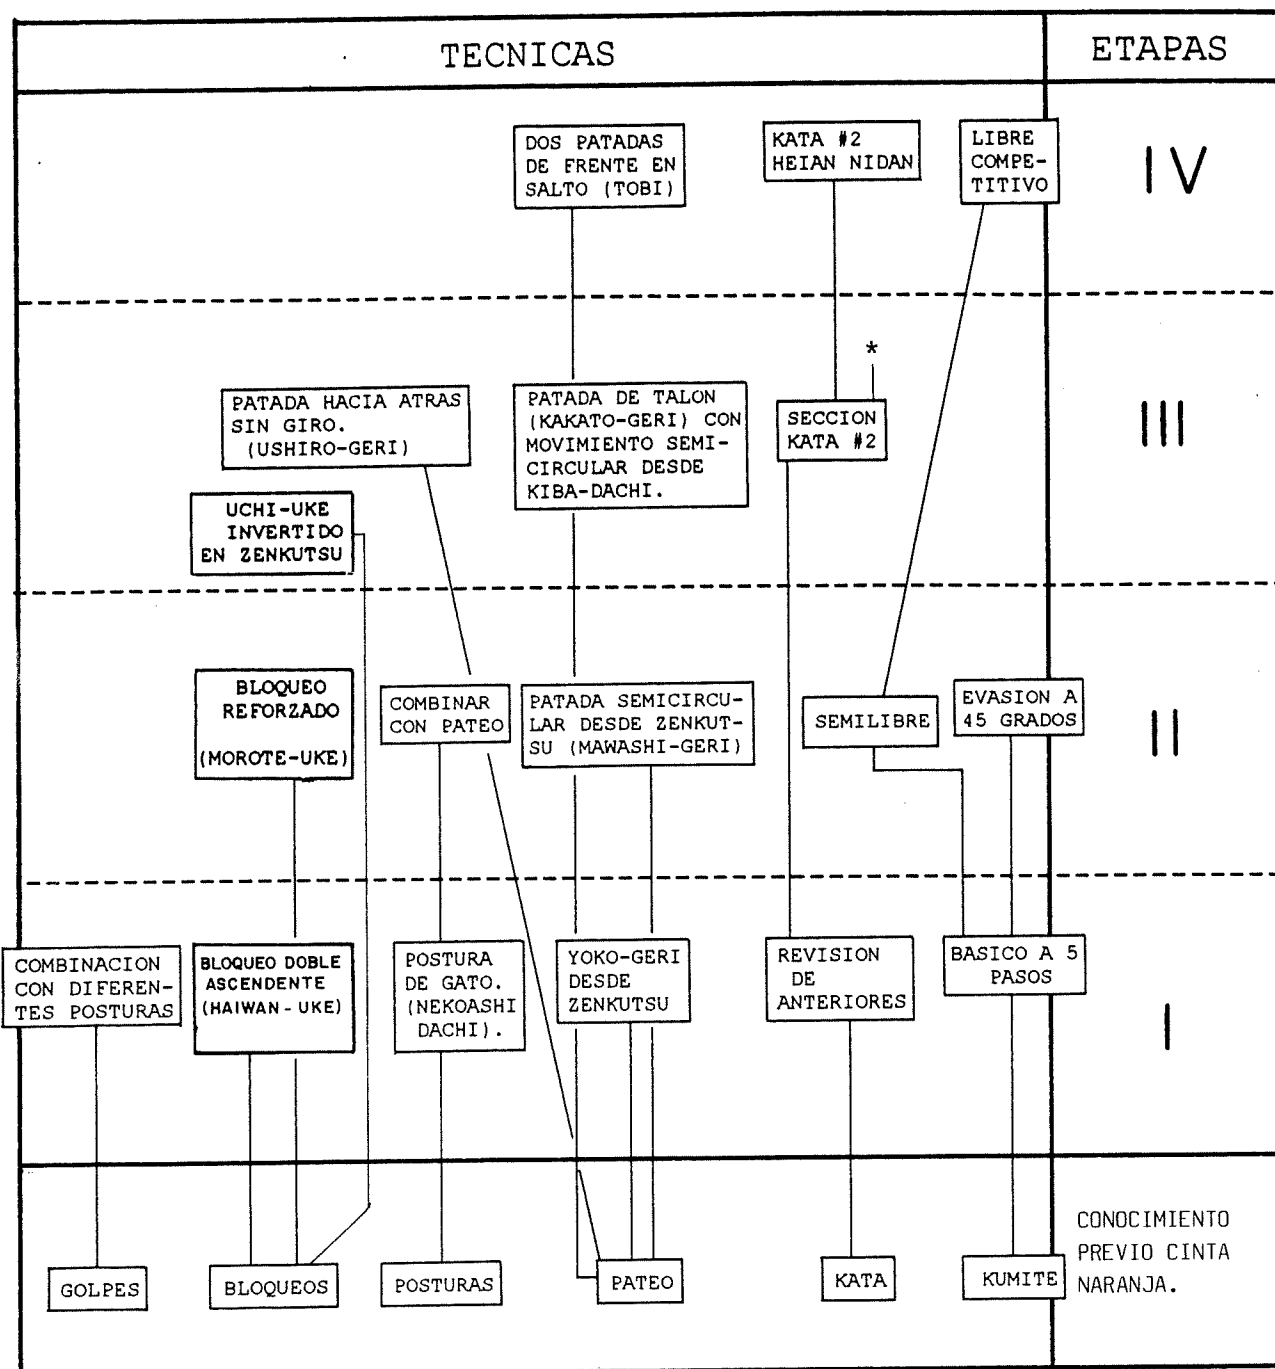 TECNICAS
ETAPAS
DOS PATADAS
DE FRENTE EN
SALTO (TOBI)
KATA #2
HEIAN NIDAN
LIBRE
COMPE-
TITIVO
IV
*
PATADA HACIA ATRAS
SIN GIRO.
(USHIRO-GERI)
PATADA DE TALON
(KAKATO-GERI) CON
MOVIMIENTO SEMI-
CIRCULAR DESDE
KIBA-DACHI.
SECCION
KATA #2
III
UCHI-UKE
INVERTIDO
EN ZENKUTSU
BLOQUEO
REFORZADO
(MOROTE-UKE)
COMBINAR
CON PATEO
PATADA SEMICIRCU-
LAR DESDE ZENKUT-
SU (MAWASHI-GERI)
SEMILIBRE
EVASION A
45 GRADOS
II
COMBINACION
CON DIFEREN-
TES POSTURAS
BLOQUEO DOBLE
ASCENDENTE
(HAIWAN-UKE)
POSTURA
DE GATO.
(NEKOASHI
DACHI).
YOKO-GERI
DESDE
ZENKUTSU
REVISION
DE
ANTERIORES
BASICO A 5
PASOS
I
GOLPES
BLOQUEOS
POSTURAS
PATEO
KATA
KUMITE
CONOCIMIENTO
PREVIO CINTA
NARANJA.